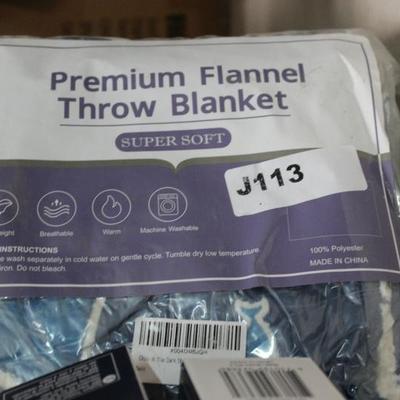 Premium Flannel
Throw Blanket
SUPER SOFT
J113
Breathable
Warm
Machine Washable
INSTRUCTIONS
wash separately in cold water on gentle cycle. Tumble dry low temperature.
Do not bleach.
100% Polyester
MADE IN CHINA